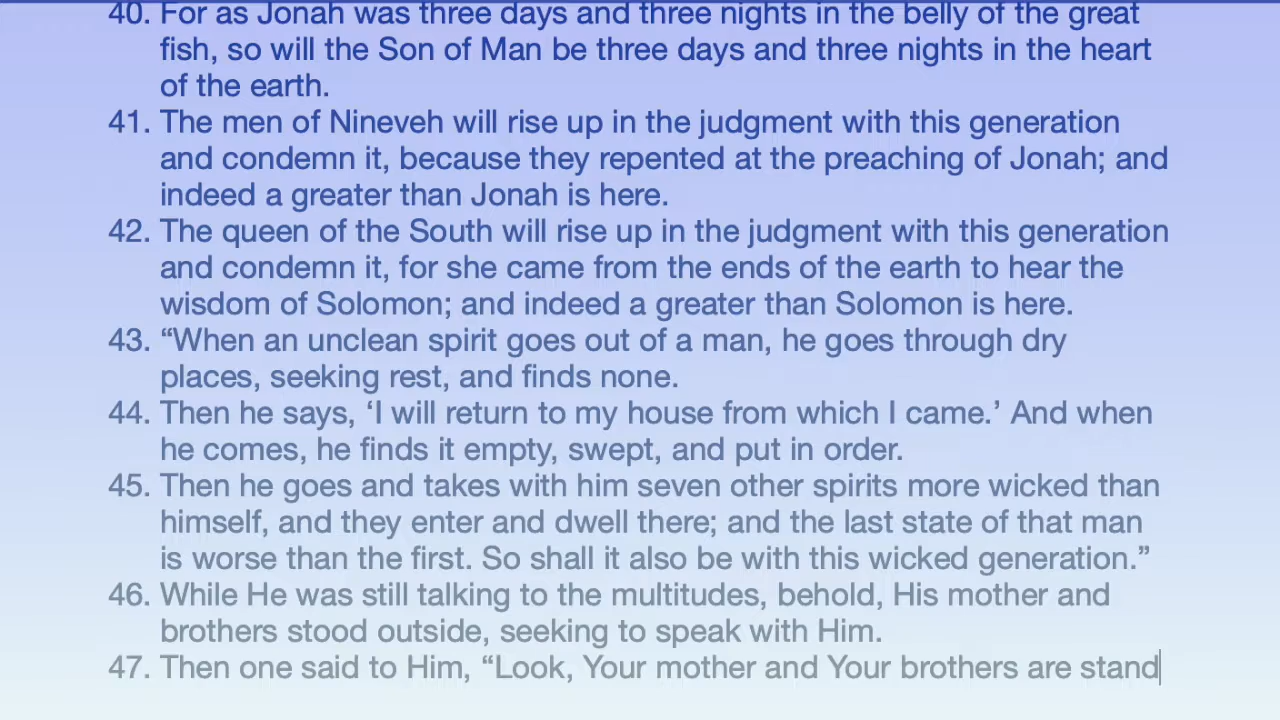 40. For as Jonah was three days and three nights in the belly of the great
fish, so will the Son of Man be three days and three nights in the heart
of the earth.
41. The men of Nineveh will rise up in the judgment with this generation
and condemn it, because they repented at the preaching of Jonah; and
indeed a greater than Jonah is here.
42. The queen of the South will rise up in the judgment with this generation
and condemn it, for she came from the ends of the earth to hear the
wisdom of Solomon; and indeed a greater than Solomon is here.
43. “When an unclean spirit goes out of a man, he goes through dry
places, seeking rest, and finds none.
44. Then he says, ‘I will return to my house from which I came.’ And when
he comes, he finds it empty, swept, and put in order.
45. Then he goes and takes with him seven other spirits more wicked than
himself, and they enter and dwell there; and the last state of that man
is worse than the first. So shall it also be with this wicked generation.”
46. While He was still talking to the multitudes, behold, His mother and
brothers stood outside, seeking to speak with Him.
47. Then one said to Him, “Look, Your mother and Your brothers are stand